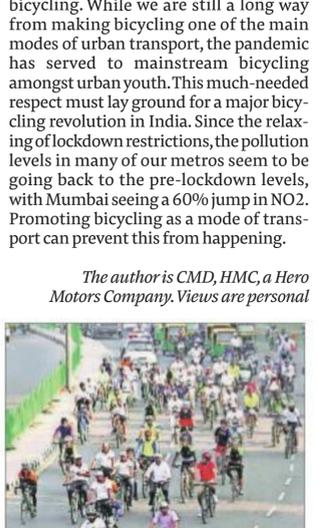 bicycling. While we are still a long way
from making bicycling one of the main
modes of urban transport, the pandemic
has served to mainstream bicycling
amongst urban youth. This much-needed
respect must lay ground for a major bicy-
cling revolution in India. Since the relax-
ing of lockdown restrictions, the pollution
levels in many of our metros seem to be
going back to the pre-lockdown levels,
with Mumbai seeing a 60% jump in NO2.
Promoting bicycling as a mode of trans-
port can prevent this from happening.
The author is CMD, HMC, a Hero
Motors Company. Views are personal